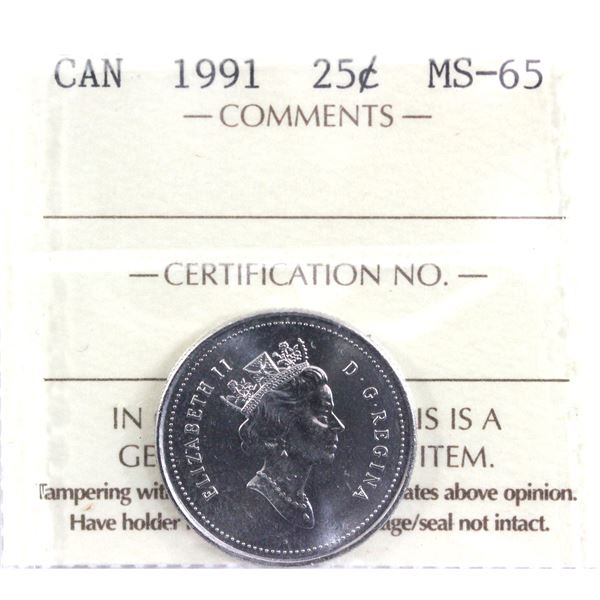 CAN 1991 25¢ MS-65
— COMMENTS —
— CERTIFICATION NO. —
ELIZABETH II D·G·REGINA
IN IS IS A
GE ITEM.
Tampering wit ates above opinion.
Have holder ge/seal not intact.